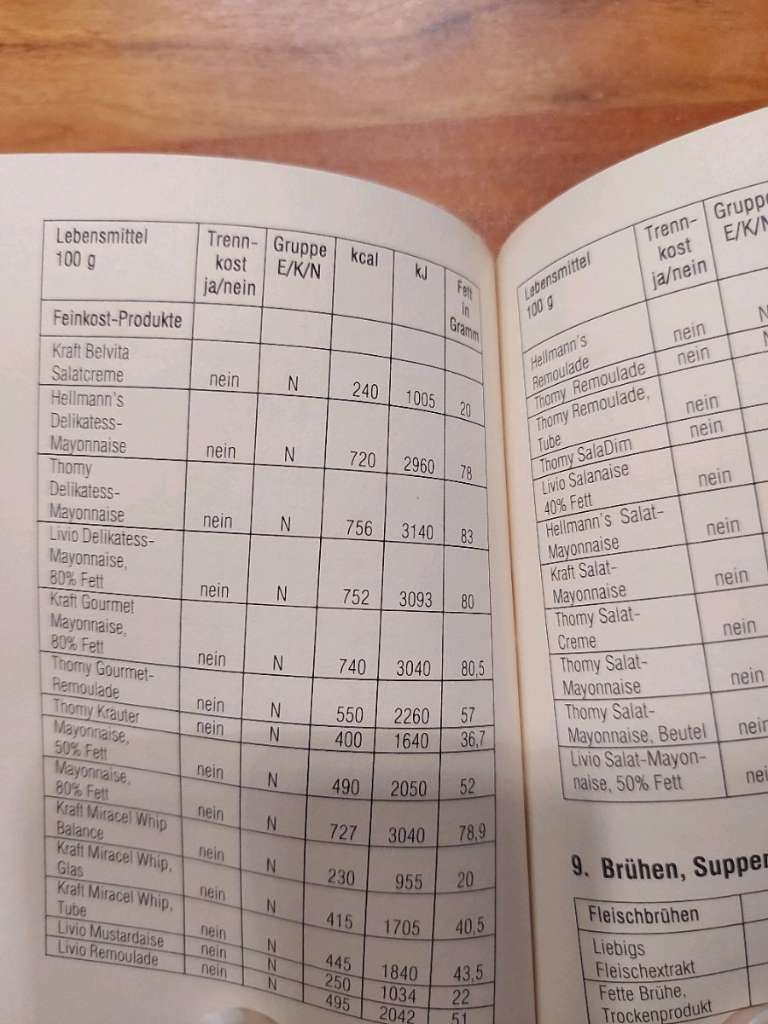 Lebensmittel 100 g Trenn-kost ja/nein Gruppe E/K/N kcal kJ Fett in Gramm
Feinkost-Produkte
Kraft Belvita
Salatcreme nein N 240 1005 20
Hellmann's
Delikatess-
Mayonnaise nein N 720 2960 78
Thomy
Delikatess-
Mayonnaise nein N 756 3140 83
Livio Delikatess-
Mayonnaise,
80% Fett nein N 752 3093 80
Kraft Gourmet
Mayonnaise,
80% Fett nein N 740 3040 80,5
Thomy Gourmet-
Remoulade nein N 550 2260 57
Thomy Kräuter nein N 400 1640 36,7
Mayonnaise,
50% Fett nein N 490 2050 52
Mayonnaise,
80% Fett nein N 727 3040 78,9
Kraft Miracel Whip
Balance nein N 230 955 20
Kraft Miracel Whip,
Glas nein N 415 1705 40,5
Kraft Miracel Whip,
Tube nein N 445 1840 43,5
Livio Mustardaise nein N 250 1034 22
Livio Remoulade nein N 495 2042 51
Lebensmittel 100 g Trenn-kost ja/nein Gruppe E/K/N
Hellmann's
Remoulade nein
Thomy Remoulade nein
Thomy Remoulade,
Tube nein
Thomy SalaDim nein
Livio Salanaise
40% Fett nein
Hellmann's Salat-
Mayonnaise nein
Kraft Salat-
Mayonnaise nein
Thomy Salat-
Creme nein
Thomy Salat-
Mayonnaise nein
Thomy Salat-
Mayonnaise, Beutel nein
Livio Salat-Mayon-
naise, 50% Fett nei
9. Brühen, Suppen
Fleischbrühen
Liebigs
Fleischextrakt
Fette Brühe,
Trockenprodukt